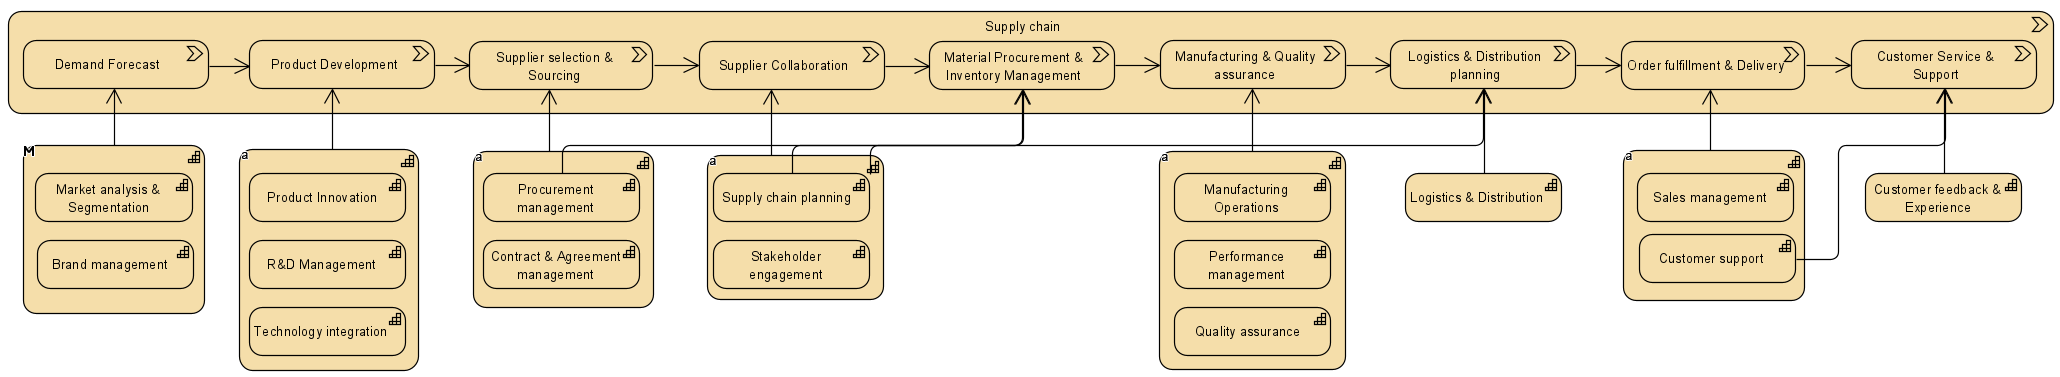 Supply chain
Demand Forecast
Product Development
Supplier selection &
Sourcing
Supplier Collaboration
Material Procurement &
Inventory Management
Manufacturing & Quality
assurance
Logistics & Distribution
planning
Order fulfillment & Delivery
Customer Service &
Support
M
Market analysis &
Segmentation
Brand management
a
Product Innovation
R&D Management
Technology integration
a
Procurement
management
Contract & Agreement
management
a
Supply chain planning
Stakeholder
engagement
a
Manufacturing
Operations
Performance
management
Quality assurance
Logistics & Distribution
a
Sales management
Customer support
Customer feedback &
Experience